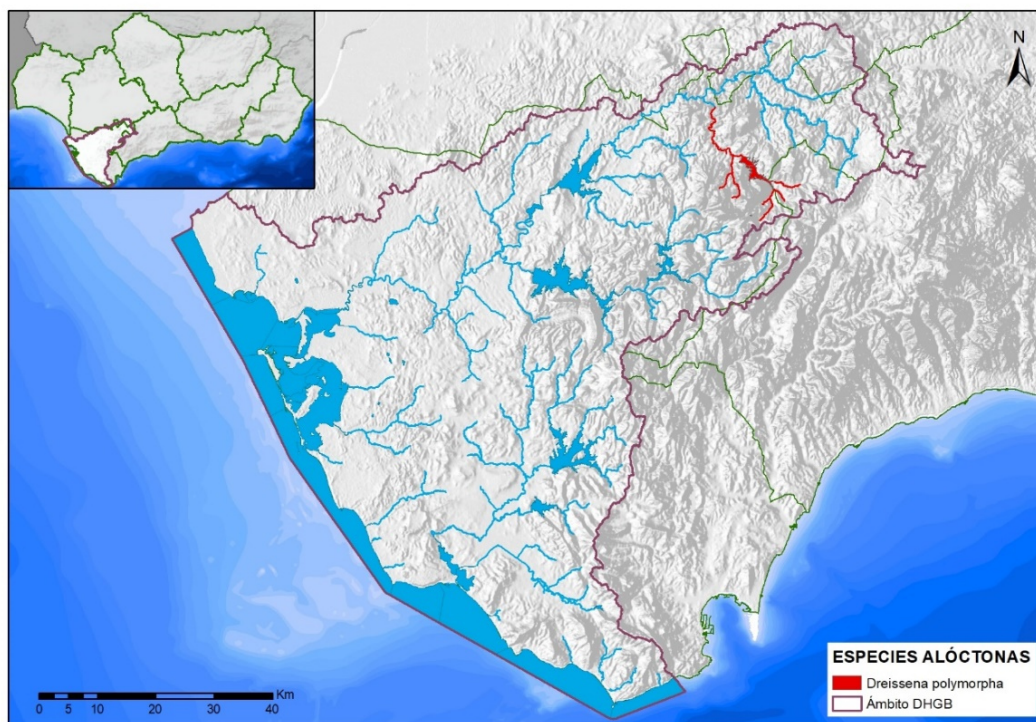 N
Km
0 5 10 20 30 40
ESPECIES ALÓCTONAS
Dreissena polymorpha
Ámbito DHGB